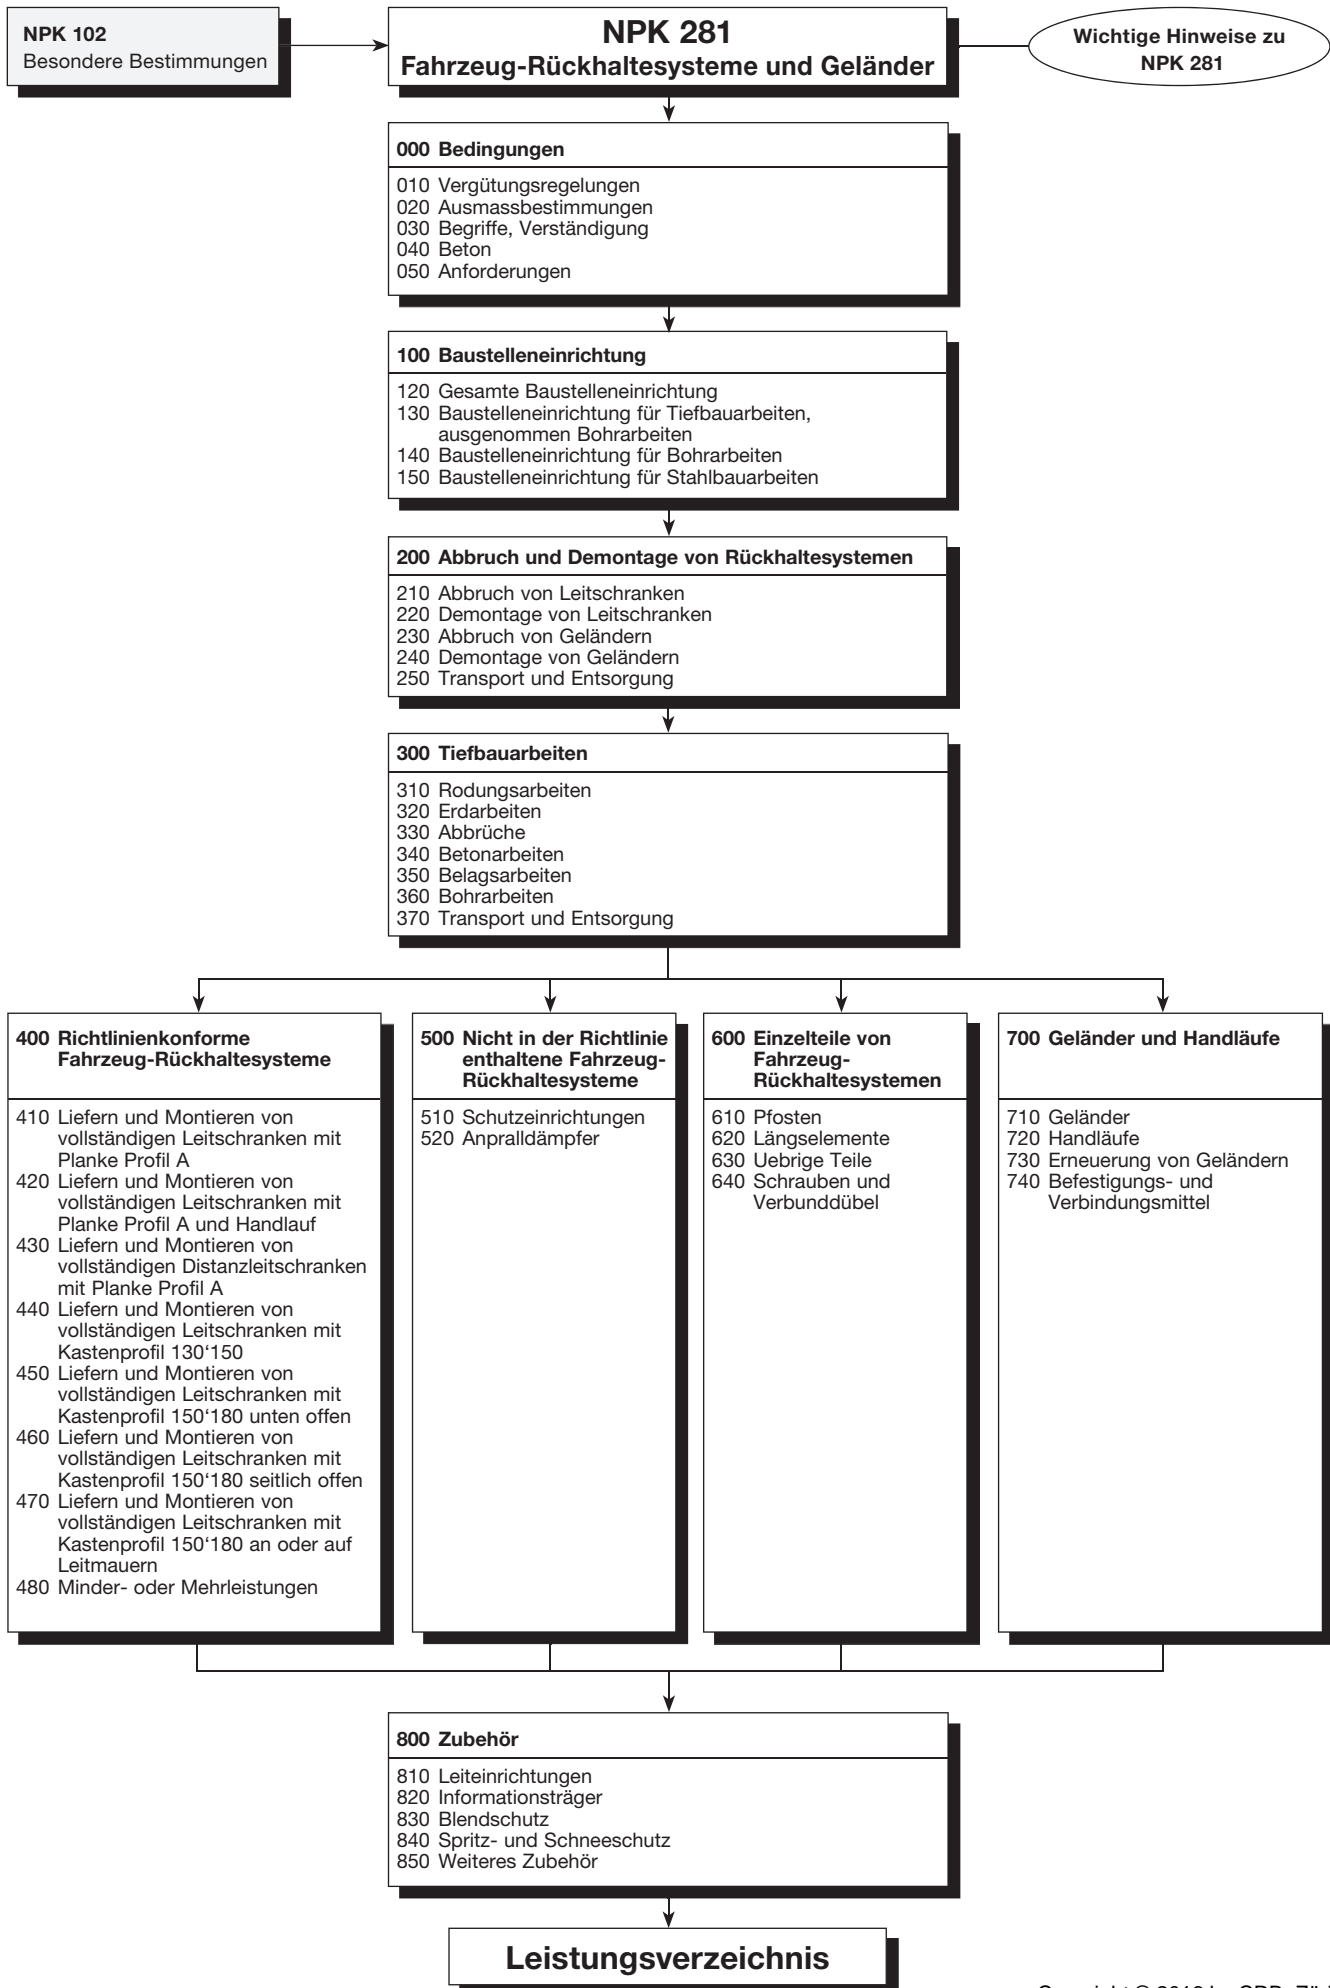 NPK 102
Besondere Bestimmungen
NPK 281
Fahrzeug-Rückhaltesysteme und Geländer
Wichtige Hinweise zu
NPK 281
000 Bedingungen
010 Vergütungsregelungen
020 Ausmassbestimmungen
030 Begriffe, Verständigung
040 Beton
050 Anforderungen
100 Baustelleneinrichtung
120 Gesamte Baustelleneinrichtung
130 Baustelleneinrichtung für Tiefbauarbeiten,
ausgenommen Bohrarbeiten
140 Baustelleneinrichtung für Bohrarbeiten
150 Baustelleneinrichtung für Stahlbauarbeiten
200 Abbruch und Demontage von Rückhaltesystemen
210 Abbruch von Leitschranken
220 Demontage von Leitschranken
230 Abbruch von Geländern
240 Demontage von Geländern
250 Transport und Entsorgung
300 Tiefbauarbeiten
310 Rodungsarbeiten
320 Erdarbeiten
330 Abbrüche
340 Betonarbeiten
350 Belagsarbeiten
360 Bohrarbeiten
370 Transport und Entsorgung
400 Richtlinienkonforme
Fahrzeug-Rückhaltesysteme
410 Liefern und Montieren von
vollständigen Leitschranken mit
Planke Profil A
420 Liefern und Montieren von
vollständigen Leitschranken mit
Planke Profil A und Handlauf
430 Liefern und Montieren von
vollständigen Distanzleitschranken
mit Planke Profil A
440 Liefern und Montieren von
vollständigen Leitschranken mit
Kastenprofil 130‘150
450 Liefern und Montieren von
vollständigen Leitschranken mit
Kastenprofil 150‘180 unten offen
460 Liefern und Montieren von
vollständigen Leitschranken mit
Kastenprofil 150‘180 seitlich offen
470 Liefern und Montieren von
vollständigen Leitschranken mit
Kastenprofil 150‘180 an oder auf
Leitmauern
480 Minder- oder Mehrleistungen
500 Nicht in der Richtlinie
enthaltene Fahrzeug-
Rückhaltesysteme
510 Schutzeinrichtungen
520 Anpralldämpfer
600 Einzelteile von
Fahrzeug-
Rückhaltesystemen
610 Pfosten
620 Längselemente
630 Uebrige Teile
640 Schrauben und
Verbunddübel
700 Geländer und Handläufe
710 Geländer
720 Handläufe
730 Erneuerung von Geländern
740 Befestigungs- und
Verbindungsmittel
800 Zubehör
810 Leiteinrichtungen
820 Informationsträger
830 Blendschutz
840 Spritz- und Schneeschutz
850 Weiteres Zubehör
Leistungsverzeichnis